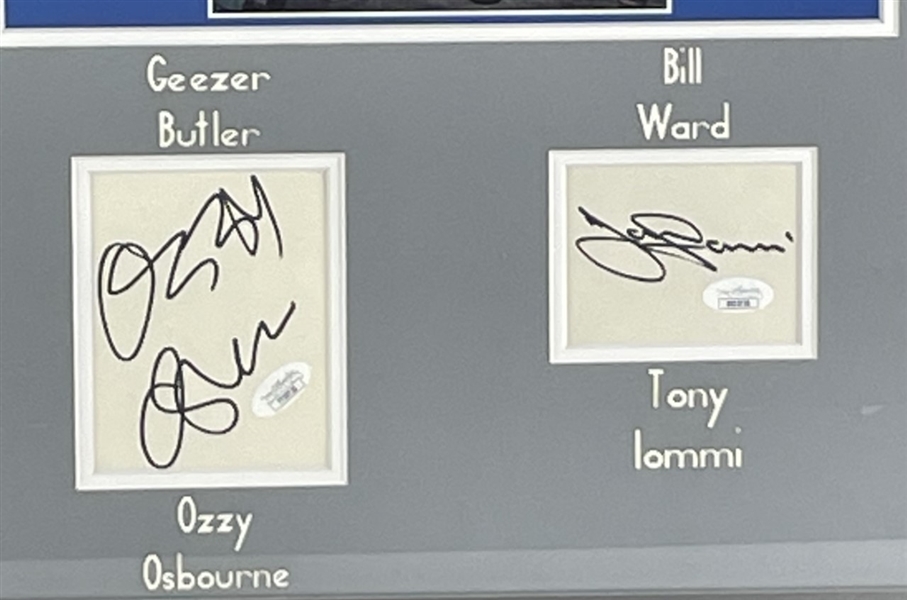 Geezer
Butler
Bill
Ward
Ozzy
Osbourne
Tony Iommi
Tony
Iommi
Ozzy
Osbourne